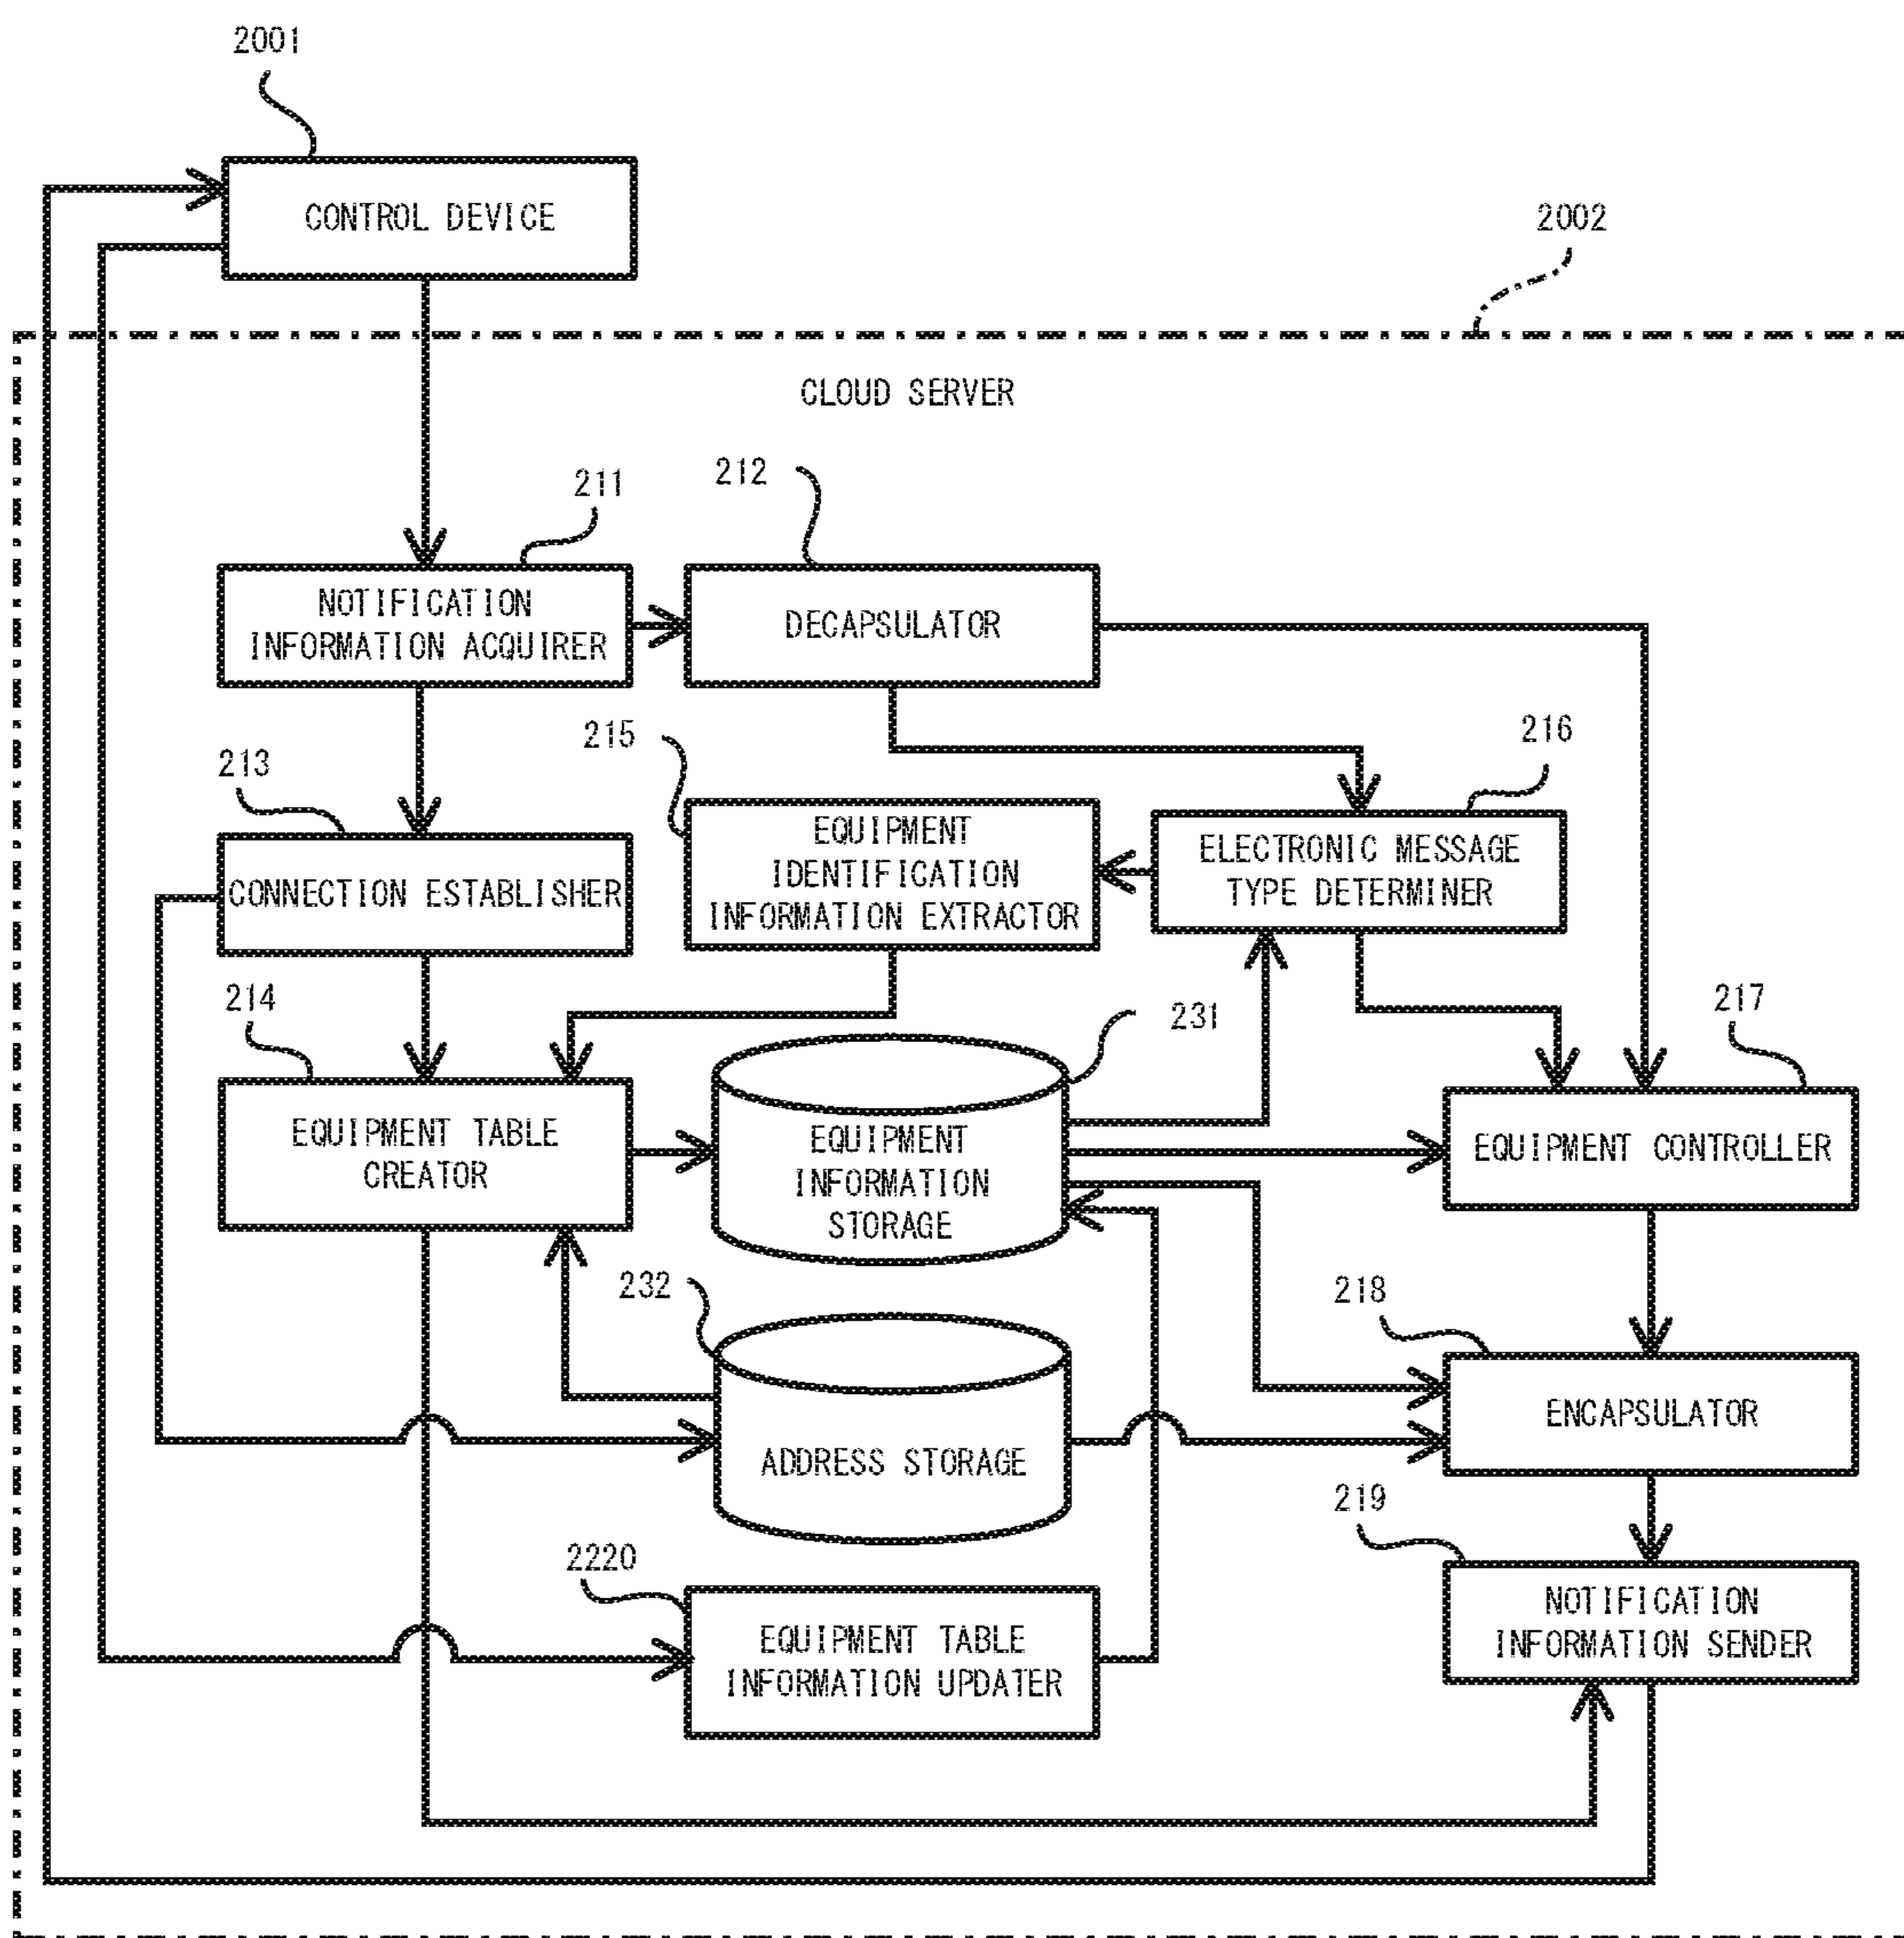 2001
CONTROL DEVICE
2002
CLOUD SERVER
211
212
NOTIFICATION
INFORMATION ACQUIRER
DECAPSULATOR
213
215
216
CONNECTION ESTABLISHER
EQUIPMENT
IDENTIFICATION
INFORMATION EXTRACTOR
ELECTRONIC MESSAGE
TYPE DETERMINER
214
231
217
EQUIPMENT TABLE
CREATOR
EQUIPMENT
INFORMATION
STORAGE
EQUIPMENT CONTROLLER
232
218
ADDRESS STORAGE
ENCAPSULATOR
2220
219
EQUIPMENT TABLE
INFORMATION UPDATER
NOTIFICATION
INFORMATION SENDER